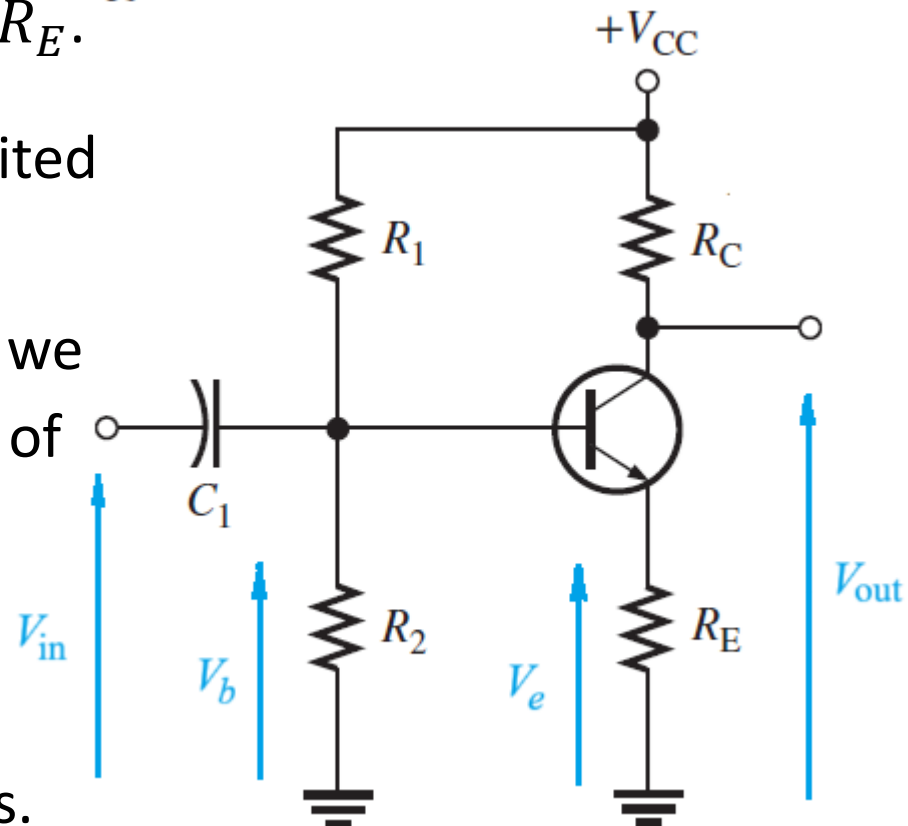 R_E.
+V_CC
ited
R_1
R_C
we
of
C_1
V_in
V_b
R_2
V_e
R_E
V_out
s.